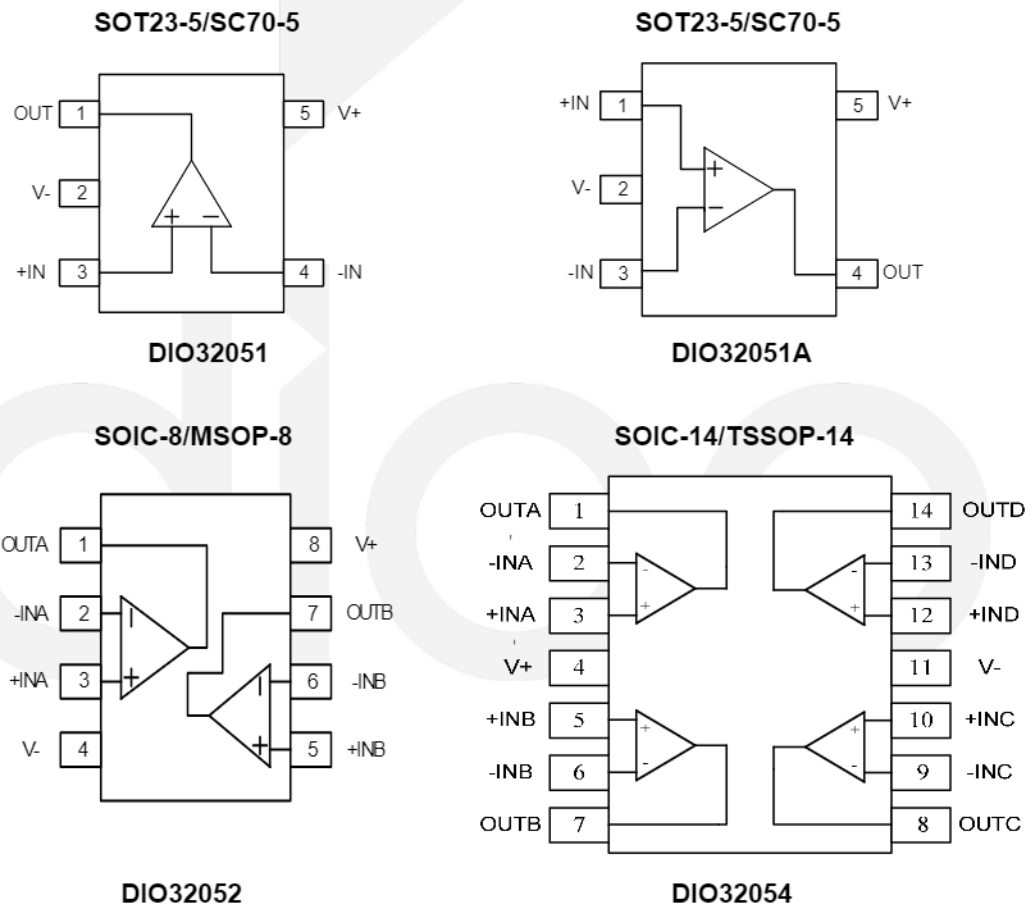 SOT23-5/SC70-5
OUT 1 5 V+
V- 2
+ −
+IN 3 4 -IN
DIO32051
SOT23-5/SC70-5
+IN 1 5 V+
+
V- 2
−
-IN 3 4 OUT
DIO32051A
SOIC-8/MSOP-8
OUTA 1 8 V+
-INA 2 7 OUTB
−
+INA 3 6 -INB
+ −
V- 4 5 +INB
+
DIO32052
SOIC-14/TSSOP-14
OUTA 1 14 OUTD
-INA 2 13 -IND
- -
+INA 3 12 +IND
+ +
V+ 4 11 V-
+INB 5 10 +INC
+ +
-INB 6 9 -INC
- -
OUTB 7 8 OUTC
DIO32054
dioo